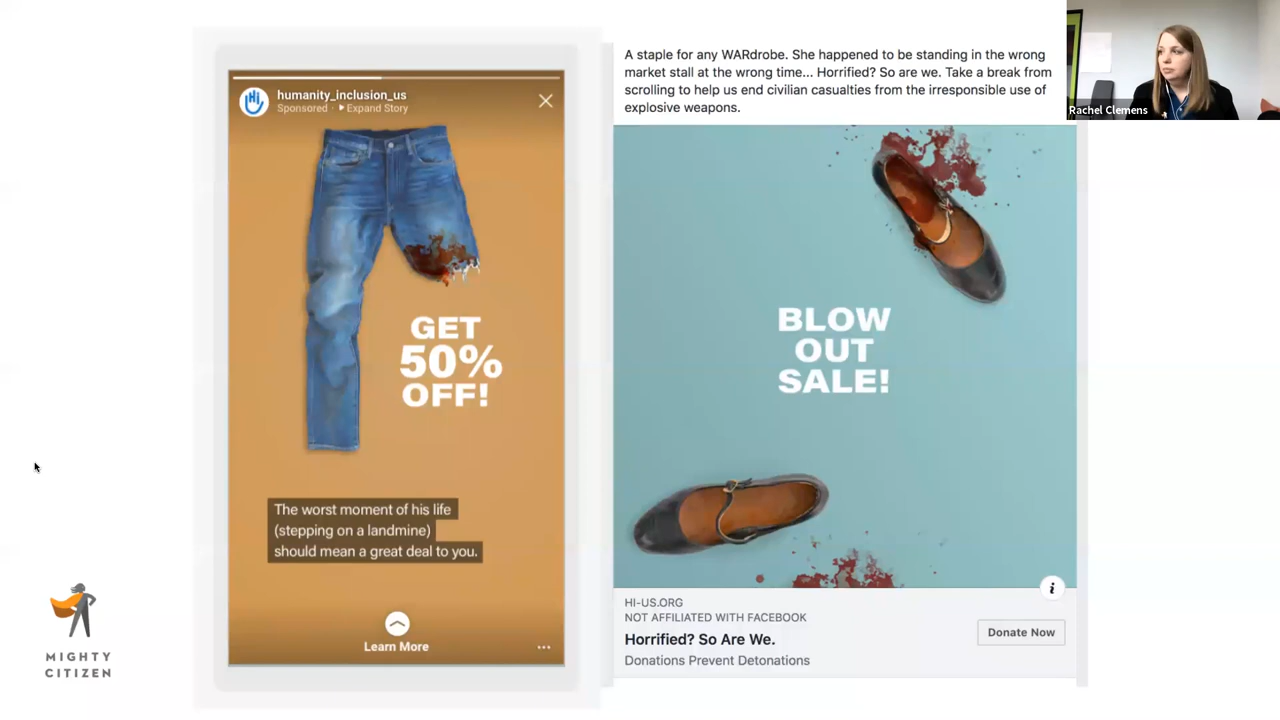 humanity_inclusion_us
Sponsored · ▸ Expand Story
GET
50%
OFF!
The worst moment of his life
(stepping on a landmine)
should mean a great deal to you.
Learn More
A staple for any WARdrobe. She happened to be standing in the wrong
market stall at the wrong time... Horrified? So are we. Take a break from
scrolling to help us end civilian casualties from the irresponsible use of
explosive weapons.
BLOW
OUT
SALE!
HI-US.ORG
NOT AFFILIATED WITH FACEBOOK
Horrified? So Are We.
Donations Prevent Detonations
Donate Now
Rachel Clemens
MIGHTY
CITIZEN